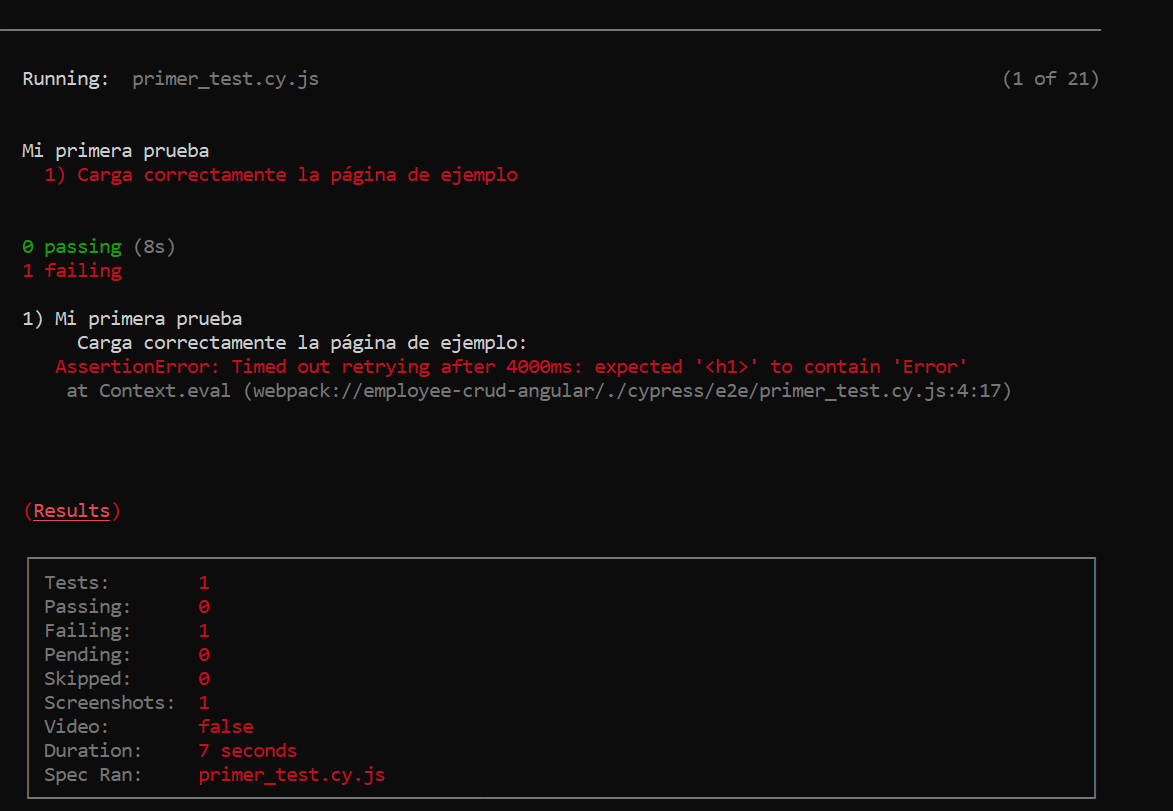 Running: primer_test.cy.js (1 of 21)
Mi primera prueba
1) Carga correctamente la página de ejemplo
0 passing (8s)
1 failing
1) Mi primera prueba
Carga correctamente la página de ejemplo:
AssertionError: Timed out retrying after 4000ms: expected '<h1>' to contain 'Error'
at Context.eval (webpack://employee-crud-angular/./cypress/e2e/primer_test.cy.js:4:17)
(Results)
Tests: 1
Passing: 0
Failing: 1
Pending: 0
Skipped: 0
Screenshots: 1
Video: false
Duration: 7 seconds
Spec Ran: primer_test.cy.js